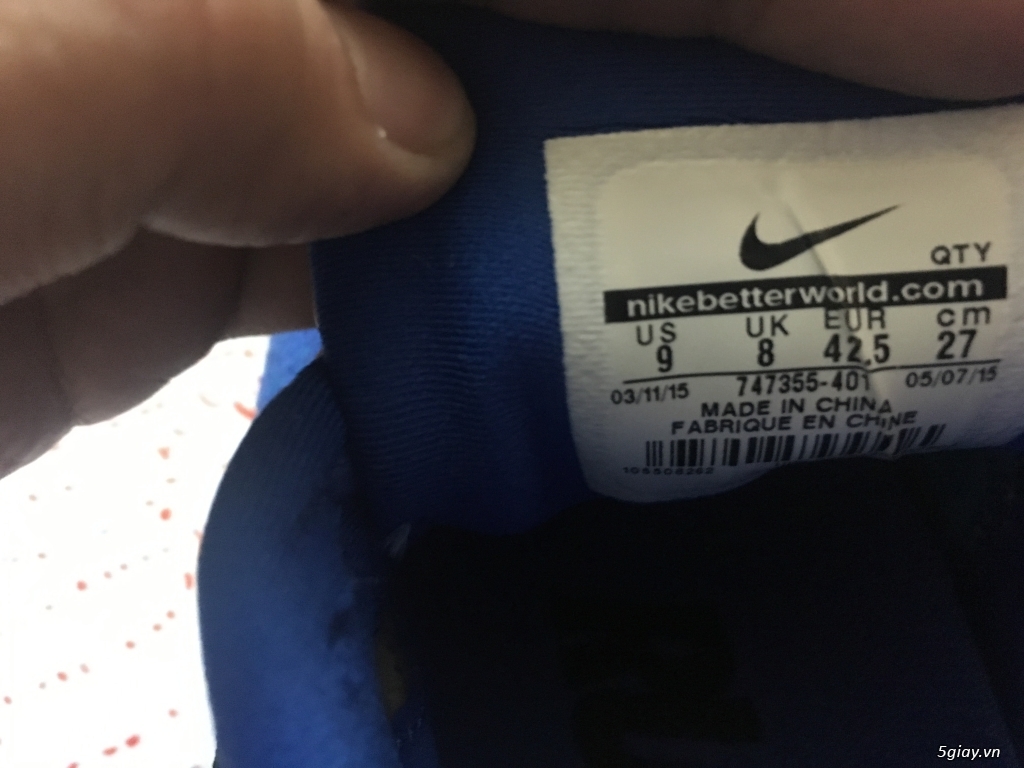 QTY
nikebetterworld.com
US UK EUR cm
9 8 42.5 27
03/11/15 747355-401 05/07/15
MADE IN CHINA
FABRIQUE EN CHINE
5giay.vn